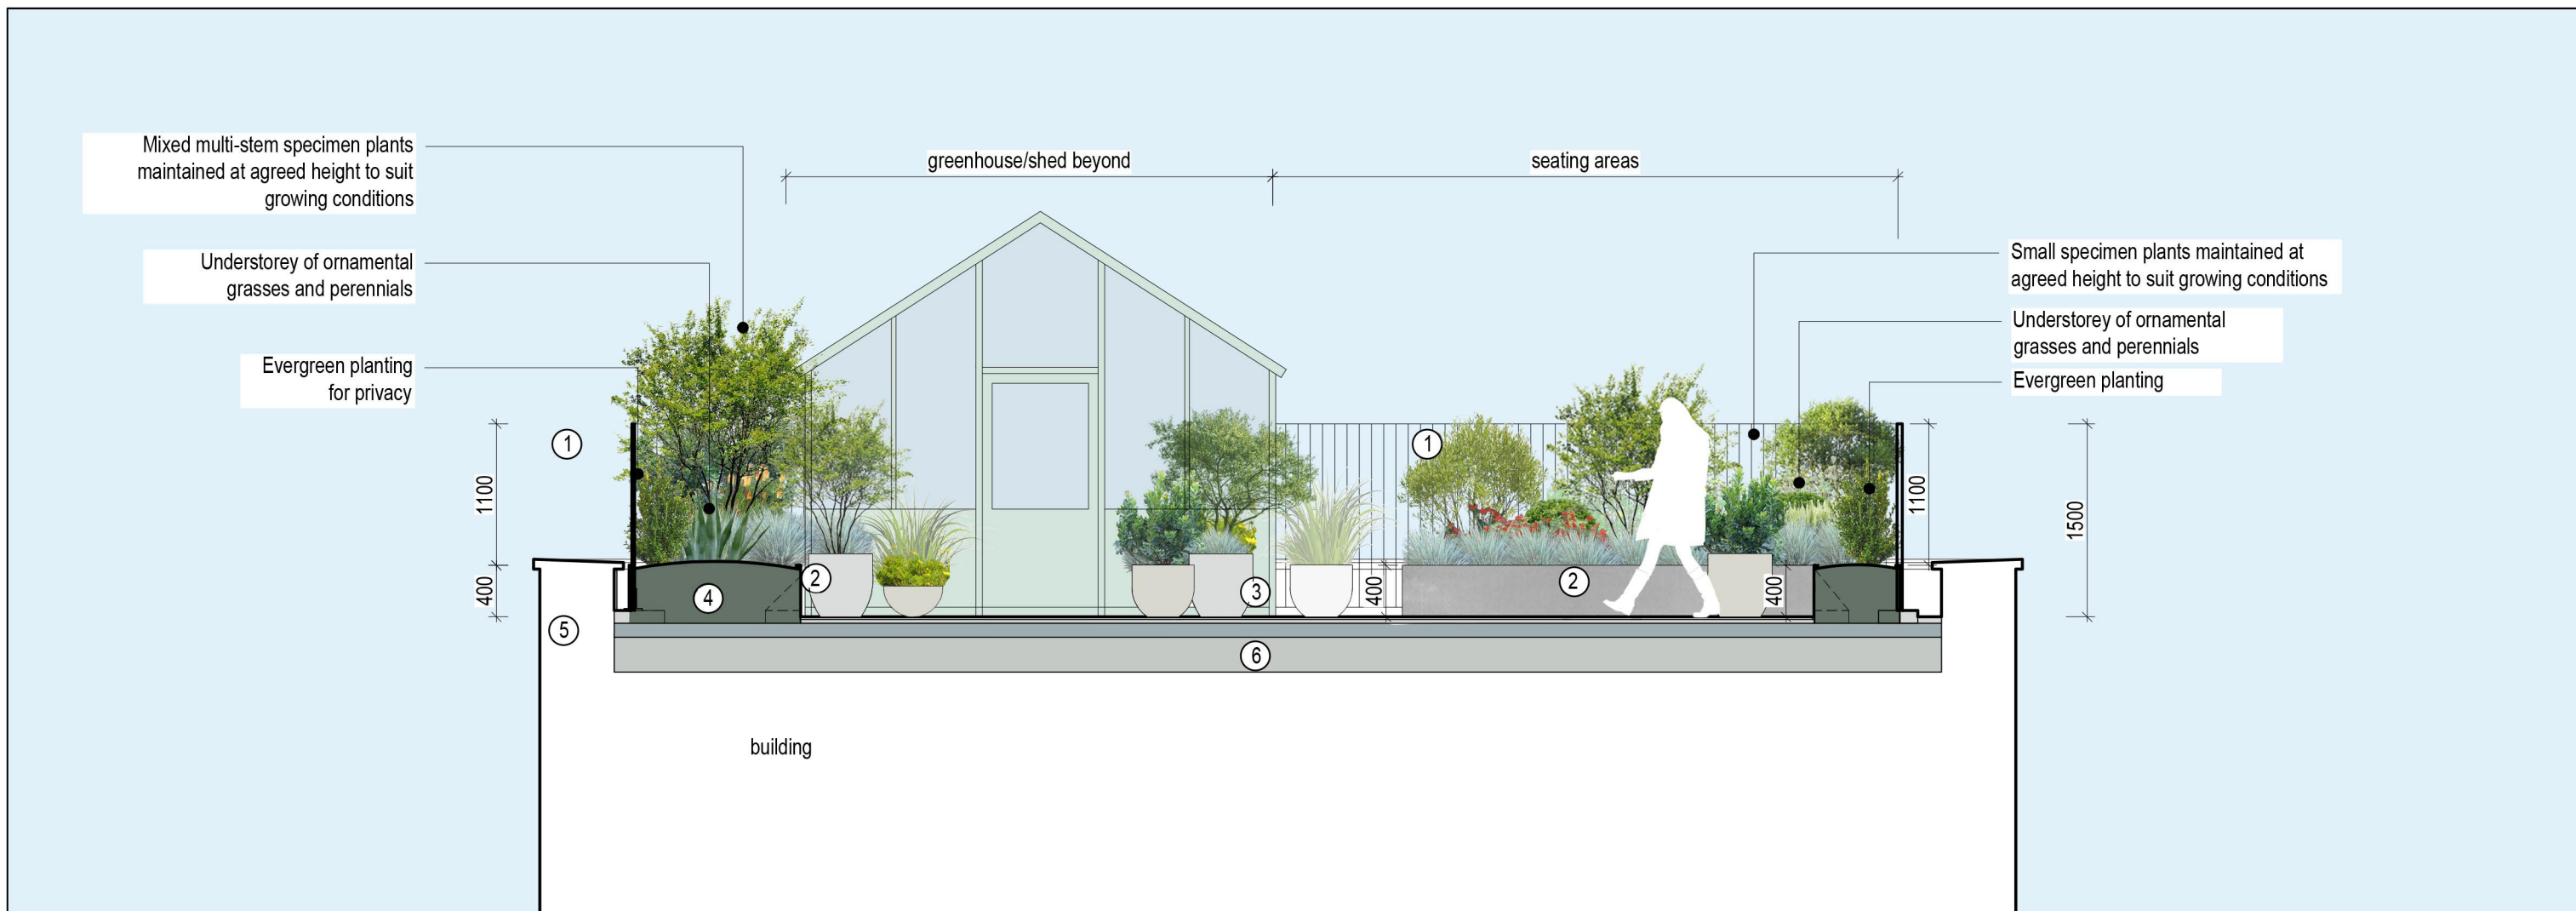 greenhouse/shed beyond
seating areas
Mixed multi-stem specimen plants
maintained at agreed height to suit
growing conditions
Understorey of ornamental
grasses and perennials
Evergreen planting
for privacy
Small specimen plants maintained at
agreed height to suit growing conditions
Understorey of ornamental
grasses and perennials
Evergreen planting
1
1
1100
1100
1500
400
2
3
400
2
400
4
5
6
building